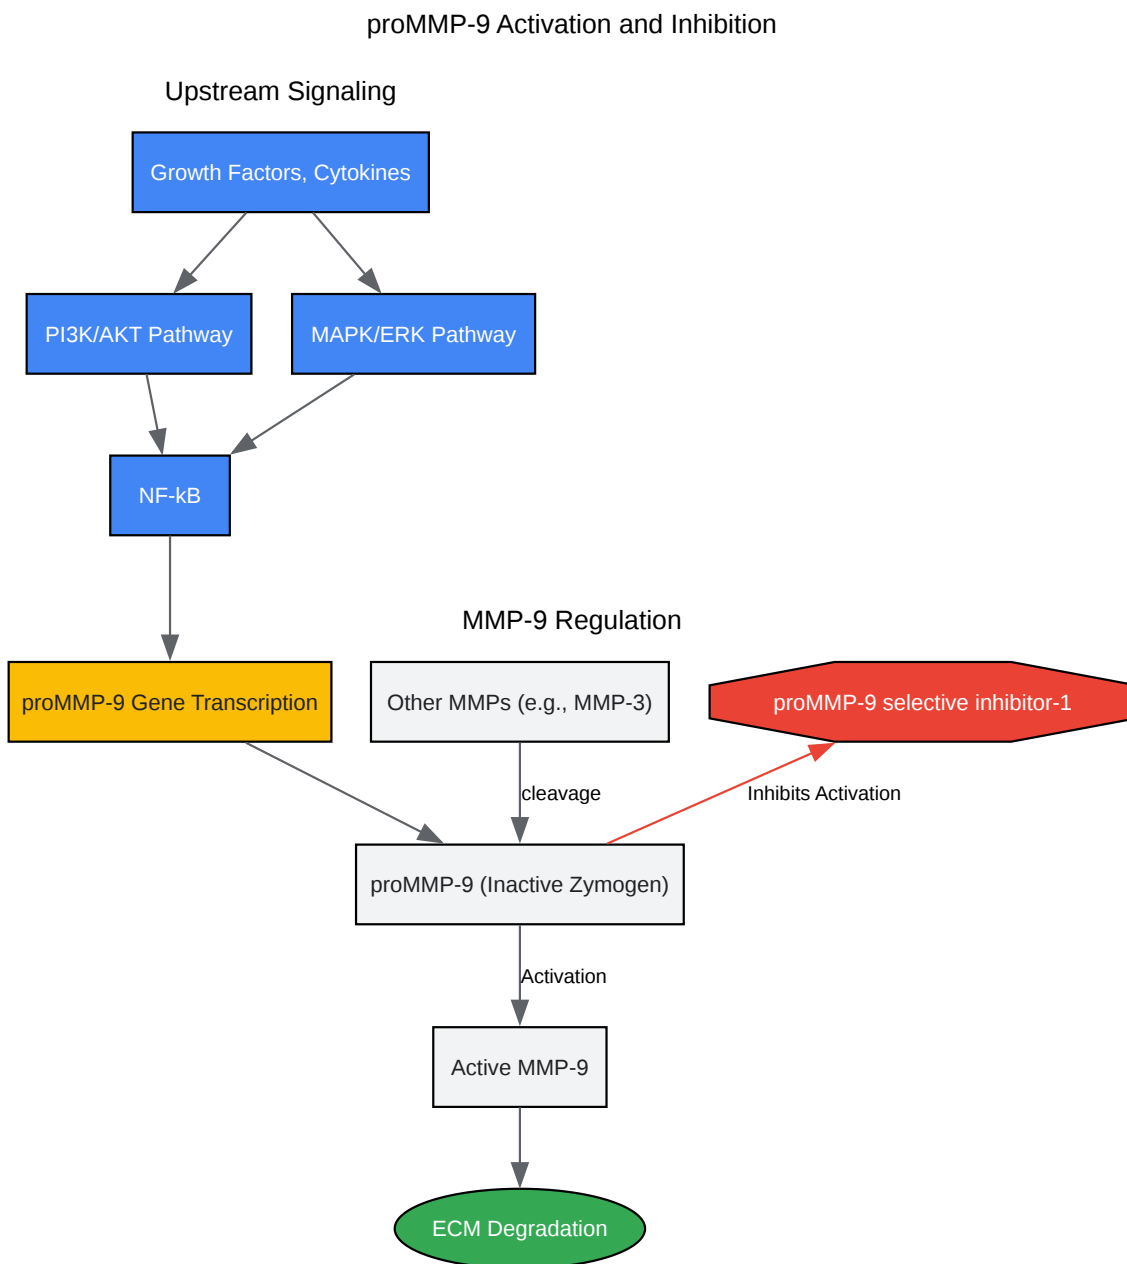 proMMP-9 Activation and Inhibition
Upstream Signaling
Growth Factors, Cytokines
PI3K/AKT Pathway
MAPK/ERK Pathway
NF-kB
MMP-9 Regulation
proMMP-9 Gene Transcription
Other MMPs (e.g., MMP-3)
proMMP-9 selective inhibitor-1
cleavage
Inhibits Activation
proMMP-9 (Inactive Zymogen)
Activation
Active MMP-9
ECM Degradation